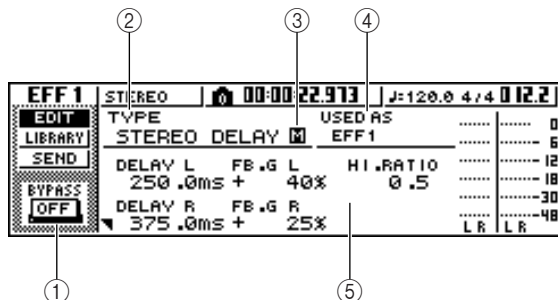 ② ③ ④
EFF 1 STEREO 00:00:22.973 ♩=120.0 4/4 012.2
EDIT TYPE USED AS
LIBRARY STEREO DELAY M EFF1
SEND
DELAY L FB.G L HI.RATIO
250.0ms + 40% 0.5
BYPASS
OFF
DELAY R FB.G R
375.0ms + 25%
0
6
12
18
30
48
L R L R
① ⑤